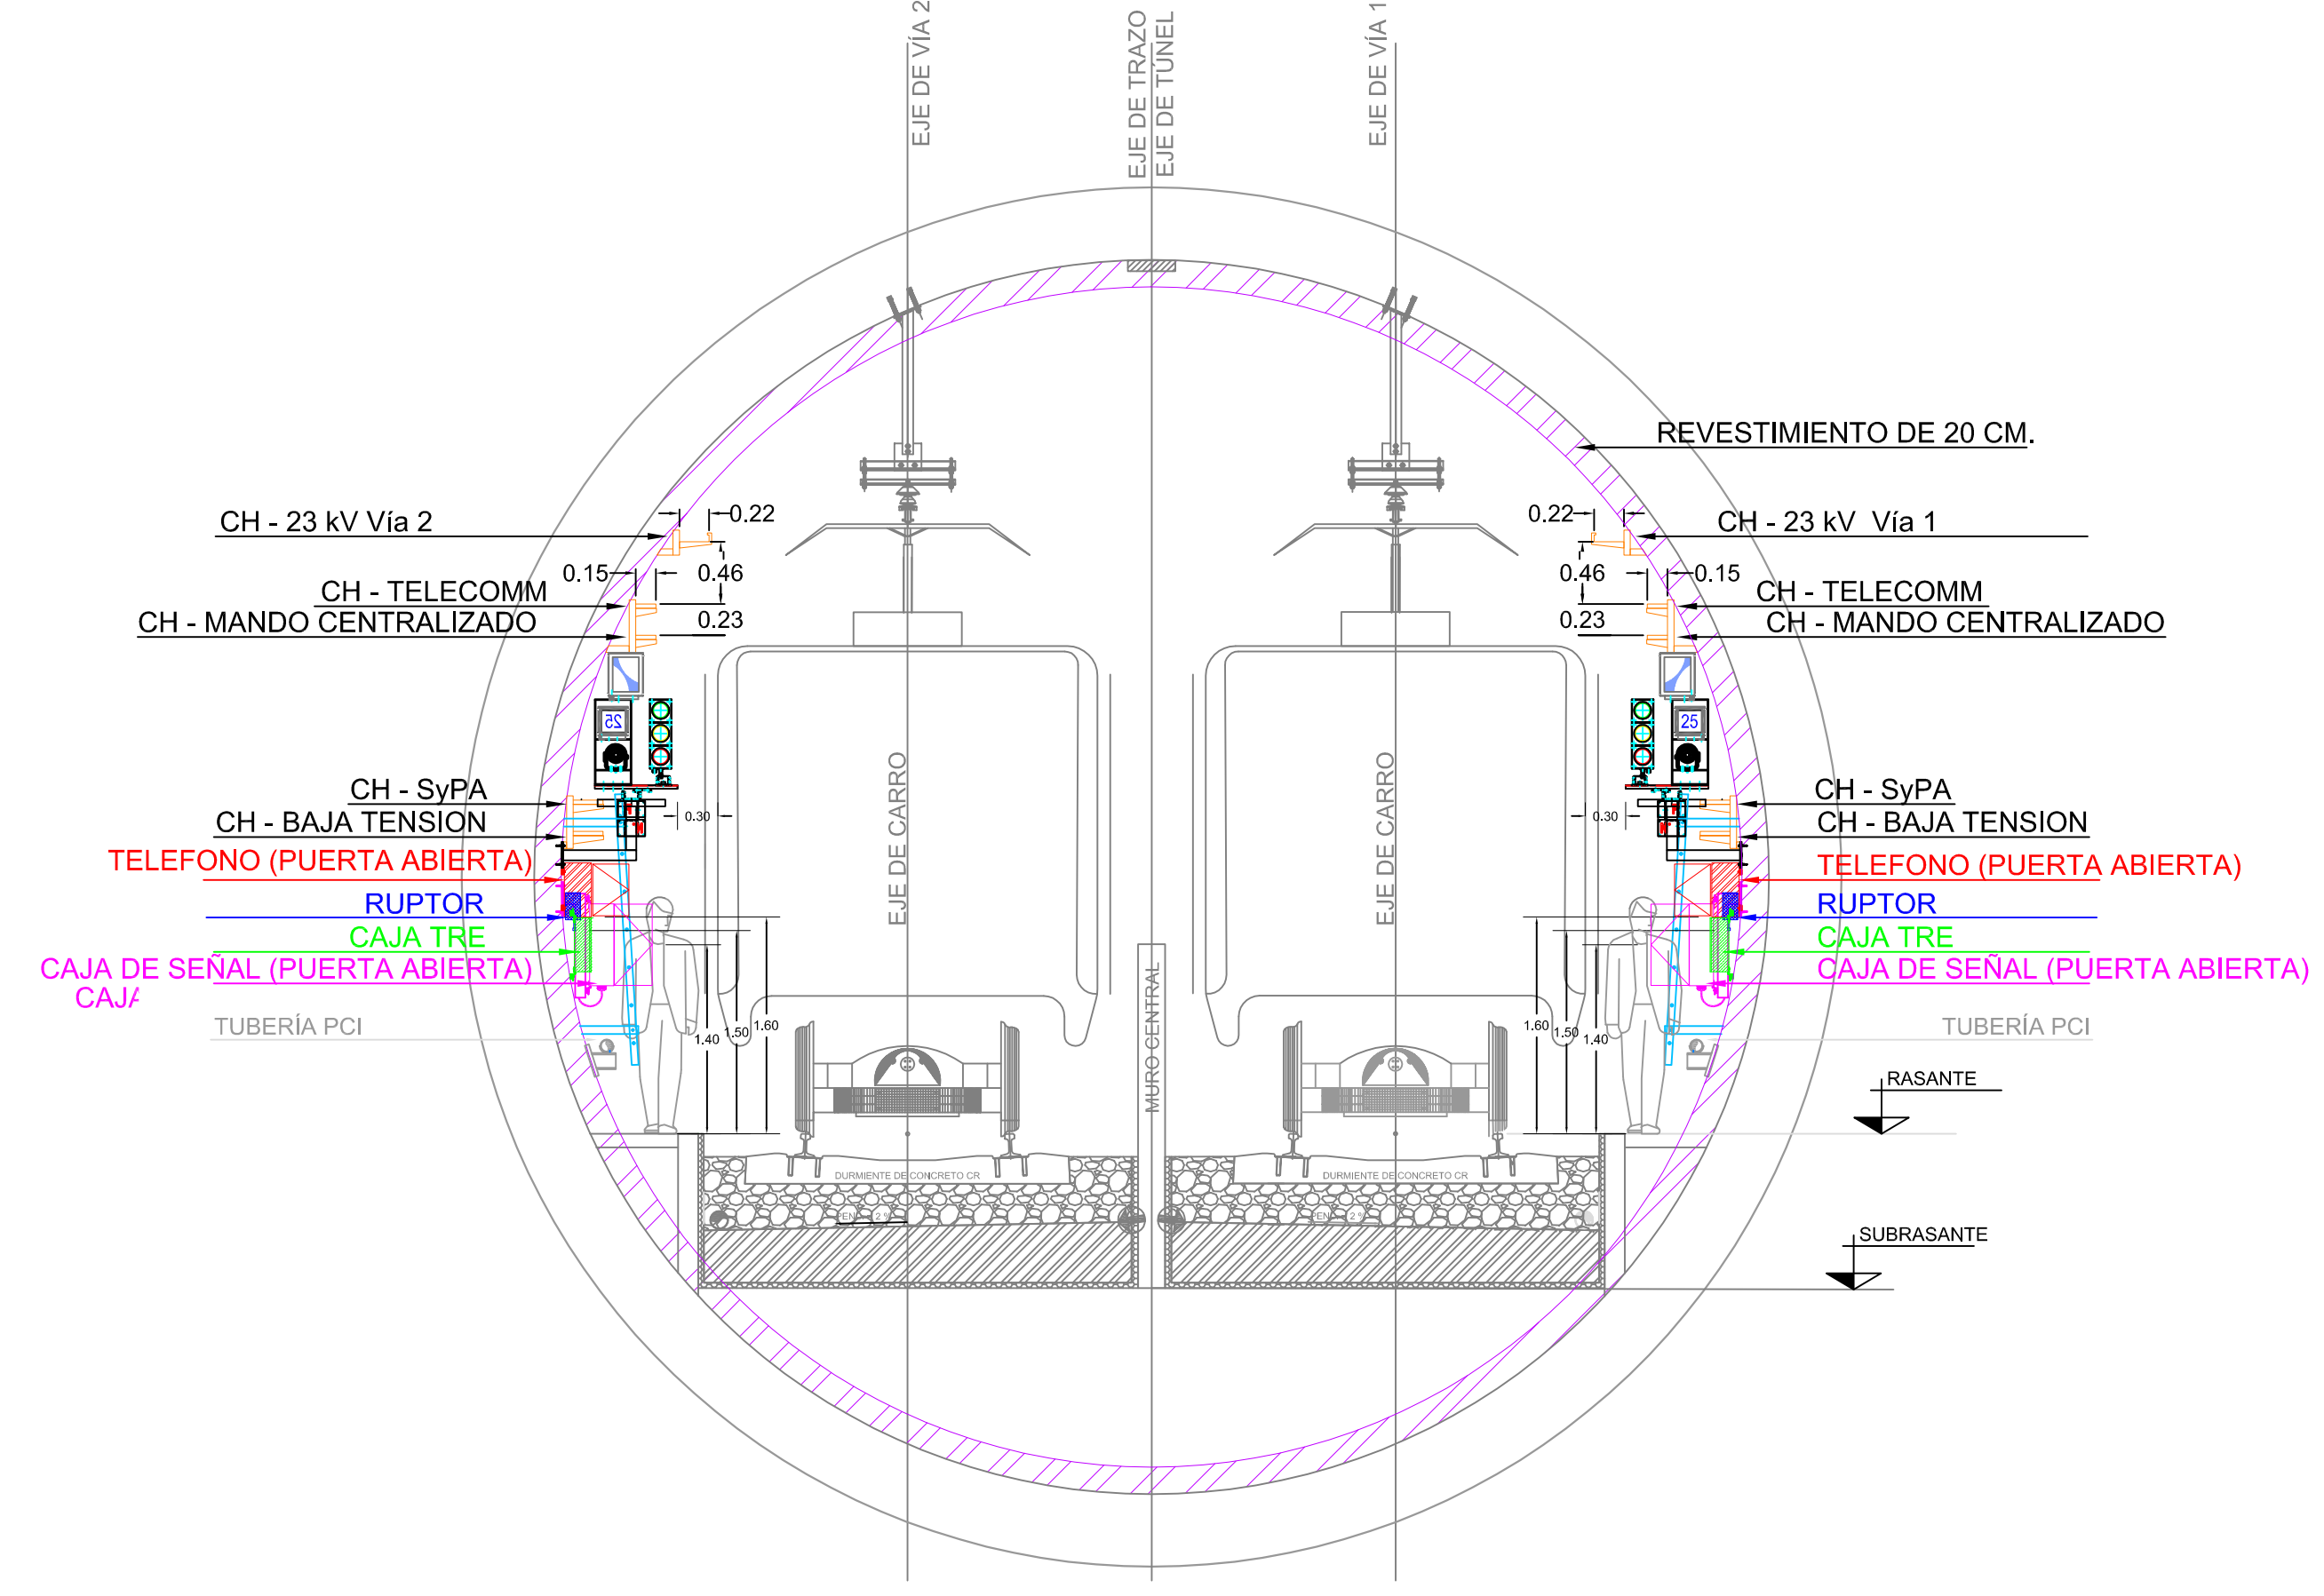 EJE DE VÍA 2
EJE DE TRAZO
EJE DE TÚNEL
EJE DE VÍA 1
REVESTIMIENTO DE 20 CM.
CH - 23 kV Vía 2
0.22
0.22
CH - 23 kV Vía 1
0.15
0.46
0.46
0.15
CH - TELECOMM
CH - TELECOMM
CH - MANDO CENTRALIZADO
0.23
0.23
CH - MANDO CENTRALIZADO
25
25
CH - SyPA
CH - SyPA
0.30
0.30
CH - BAJA TENSION
CH - BAJA TENSION
EJE DE CARRO
EJE DE CARRO
TELEFONO (PUERTA ABIERTA)
TELEFONO (PUERTA ABIERTA)
RUPTOR
RUPTOR
CAJA TRE
CAJA TRE
CAJA DE SEÑAL (PUERTA ABIERTA)
CAJA DE SEÑAL (PUERTA ABIERTA)
CAJA
TUBERÍA PCI
TUBERÍA PCI
1.40
1.50
1.60
1.60
1.50
1.40
MURO CENTRAL
RASANTE
DURMIENTE DE CONCRETO CR
DURMIENTE DE CONCRETO CR
PEND. 2 %
PEND. 2 %
SUBRASANTE